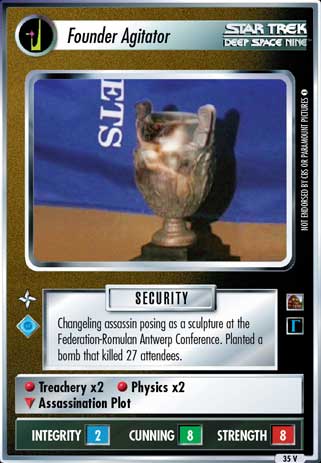 Founder Agitator
STAR TREK
DEEP SPACE NINE
ETS
NOT ENDORSED BY CBS OR PARAMOUNT PICTURES
SECURITY
Changeling assassin posing as a sculpture at the
Federation-Romulan Antwerp Conference. Planted a
bomb that killed 27 attendees.
Treachery x2 Physics x2
Assassination Plot
INTEGRITY 2 CUNNING 8 STRENGTH 8
35 V